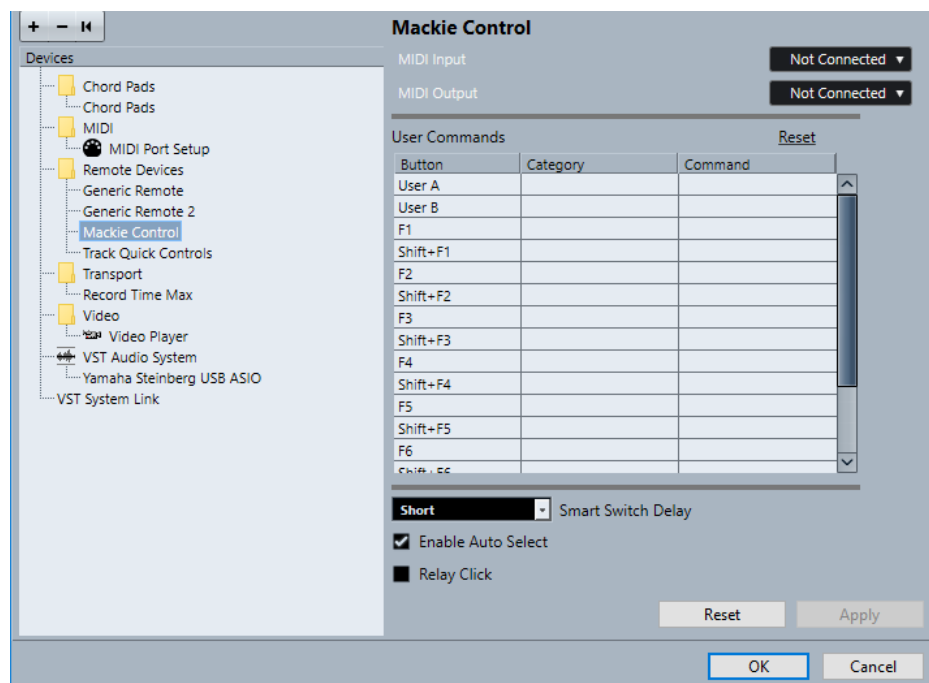 + −
Devices
Chord Pads
Chord Pads
MIDI
MIDI Port Setup
Remote Devices
Generic Remote
Generic Remote 2
Mackie Control
Track Quick Controls
Transport
Record Time Max
Video
Video Player
VST Audio System
Yamaha Steinberg USB ASIO
VST System Link
Mackie Control
MIDI Input Not Connected
MIDI Output Not Connected
User Commands Reset
Button Category Command
User A
User B
F1
Shift+F1
F2
Shift+F2
F3
Shift+F3
F4
Shift+F4
F5
Shift+F5
F6
Shift+F6
Short Smart Switch Delay
Enable Auto Select
Relay Click
Reset Apply
OK Cancel